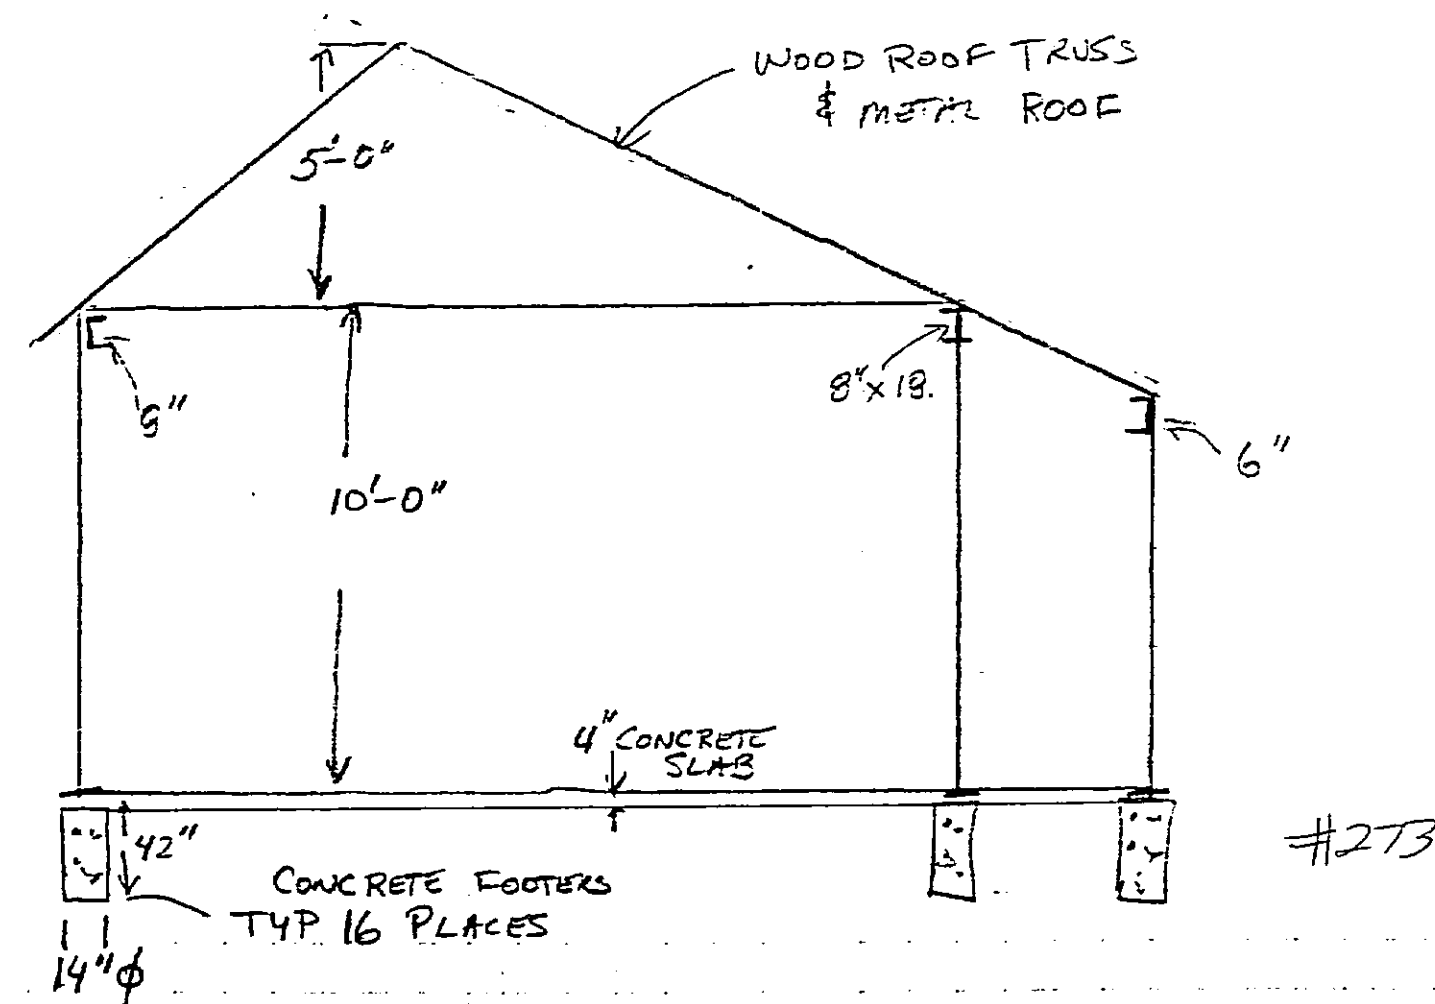 WOOD ROOF TRUSS
& METAL ROOF
5'-0"
8"x18.
6"
10'-0"
4" CONCRETE
SLAB
42"
#273
CONCRETE FOOTERS
TYP 16 PLACES
14"ϕ